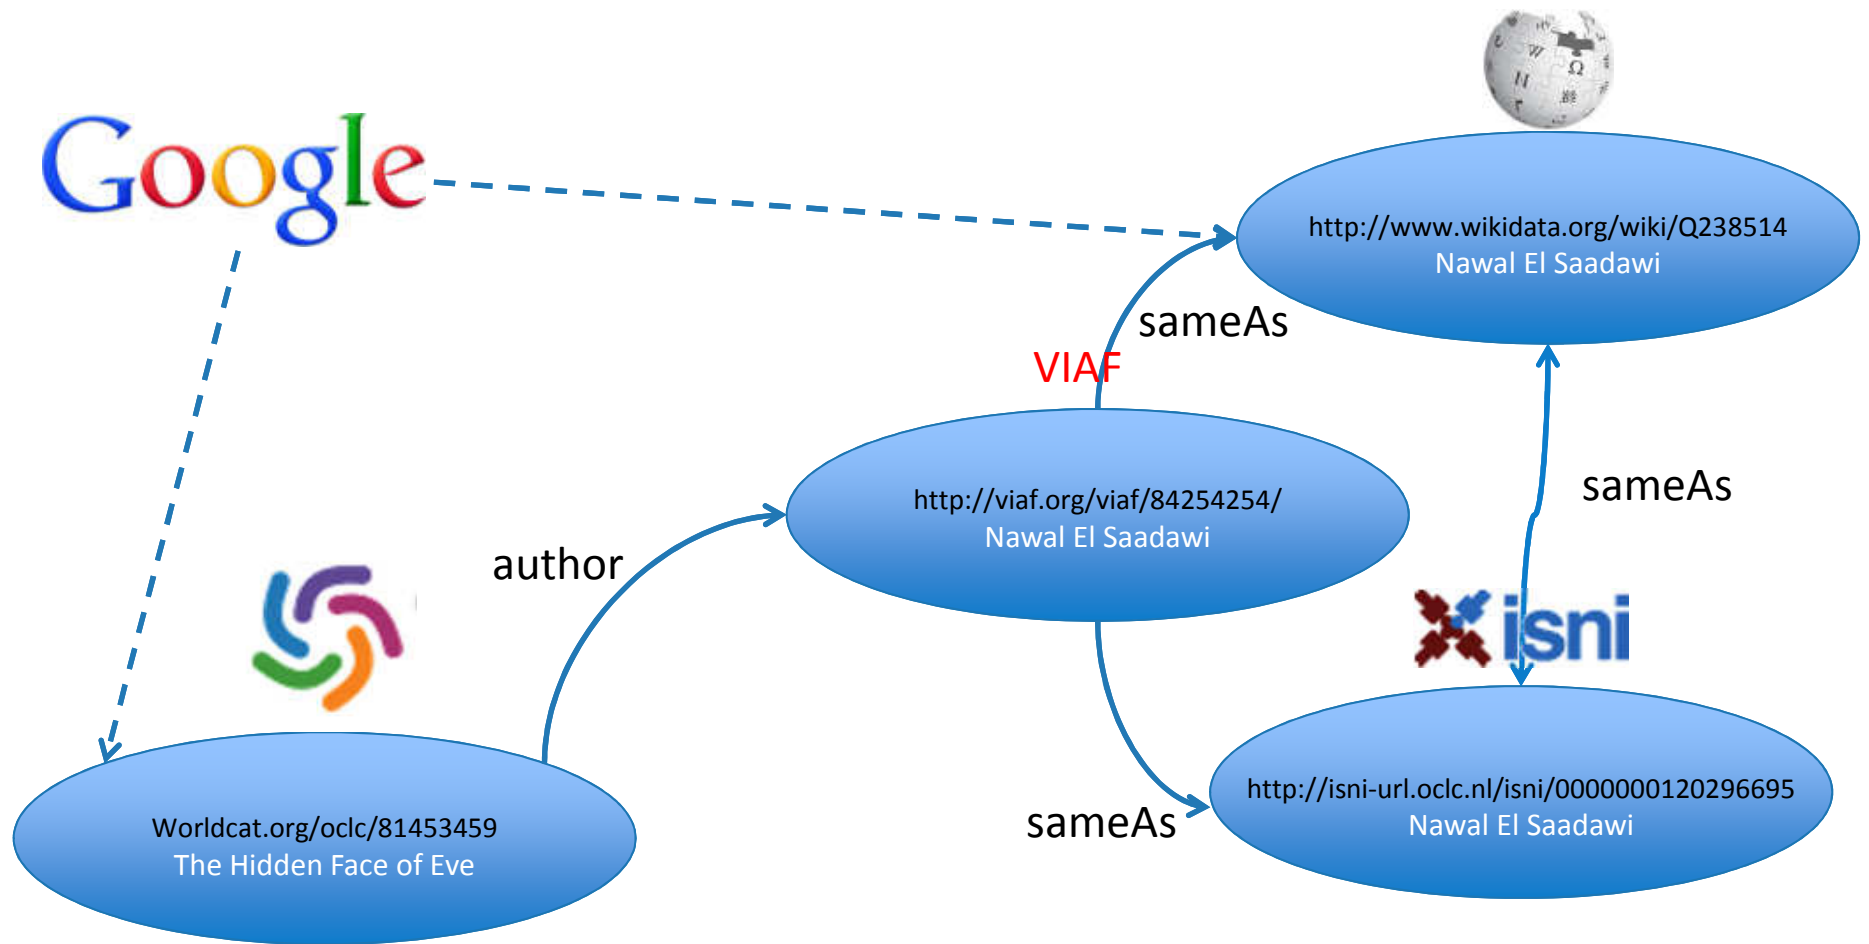 Google
http://www.wikidata.org/wiki/Q238514
Nawal El Saadawi
sameAs
VIAF
http://viaf.org/viaf/84254254/
Nawal El Saadawi
sameAs
author
isni
http://isni-url.oclc.nl/isni/0000000120296695
Nawal El Saadawi
sameAs
Worldcat.org/oclc/81453459
The Hidden Face of Eve